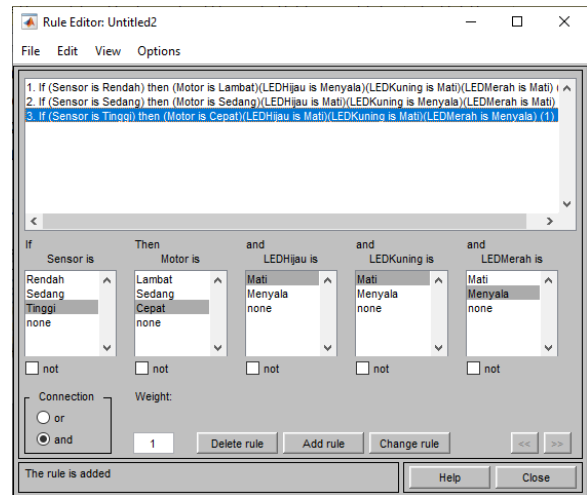 Rule Editor: Untitled2
File Edit View Options
1. If (Sensor is Rendah) then (Motor is Lambat)(LEDHijau is Menyala)(LEDKuning is Mati)(LEDMerah is Mati) (
2. If (Sensor is Sedang) then (Motor is Sedang)(LEDHijau is Mati)(LEDKuning is Menyala)(LEDMerah is Mati)
3. If (Sensor is Tinggi) then (Motor is Cepat)(LEDHijau is Mati)(LEDKuning is Mati)(LEDMerah is Menyala) (1)
If Then and and and
Sensor is Motor is LEDHijau is LEDKuning is LEDMerah is
Rendah Lambat Mati Mati Mati
Sedang Sedang Menyala Menyala Menyala
Tinggi Cepat none none none
none none
not not not not not
Connection Weight:
or
and 1 Delete rule Add rule Change rule << >>
The rule is added Help Close